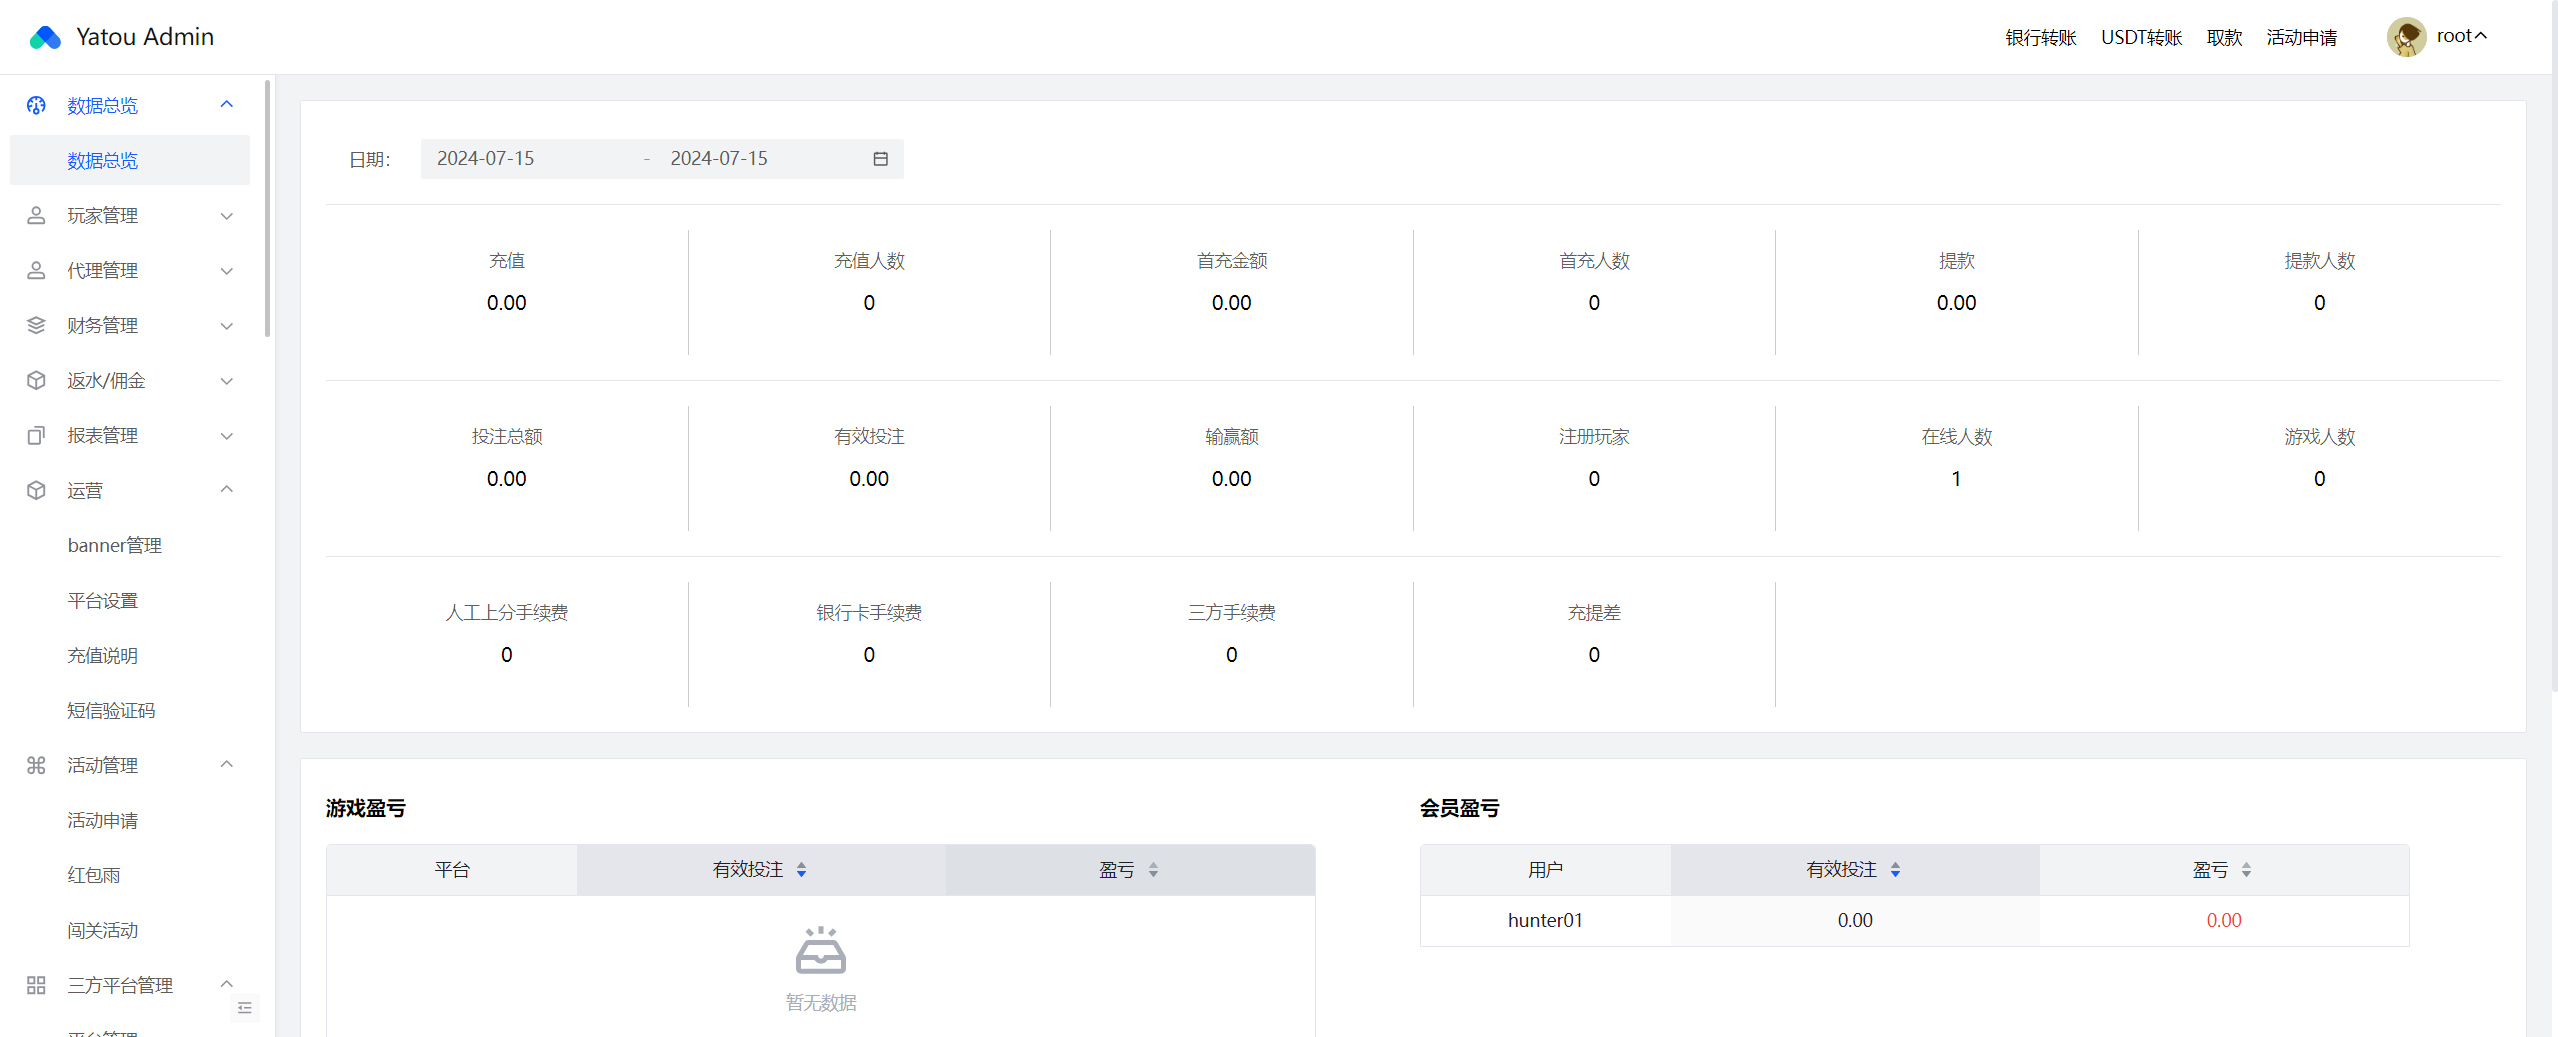 Yatou Admin
银行转账 USDT转账 取款 活动申请 root
数据总览
数据总览
玩家管理
代理管理
财务管理
返水/佣金
报表管理
运营
banner管理
平台设置
充值说明
短信验证码
活动管理
活动申请
红包雨
闯关活动
三方平台管理
平台管理
日期： 2024-07-15 - 2024-07-15
充值 充值人数 首充金额 首充人数 提款 提款人数
0.00 0 0.00 0 0.00 0
投注总额 有效投注 输赢额 注册玩家 在线人数 游戏人数
0.00 0.00 0.00 0 1 0
人工上分手续费 银行卡手续费 三方手续费 充提差
0 0 0 0
游戏盈亏
平台 有效投注 盈亏
暂无数据
会员盈亏
用户 有效投注 盈亏
hunter01 0.00 0.00